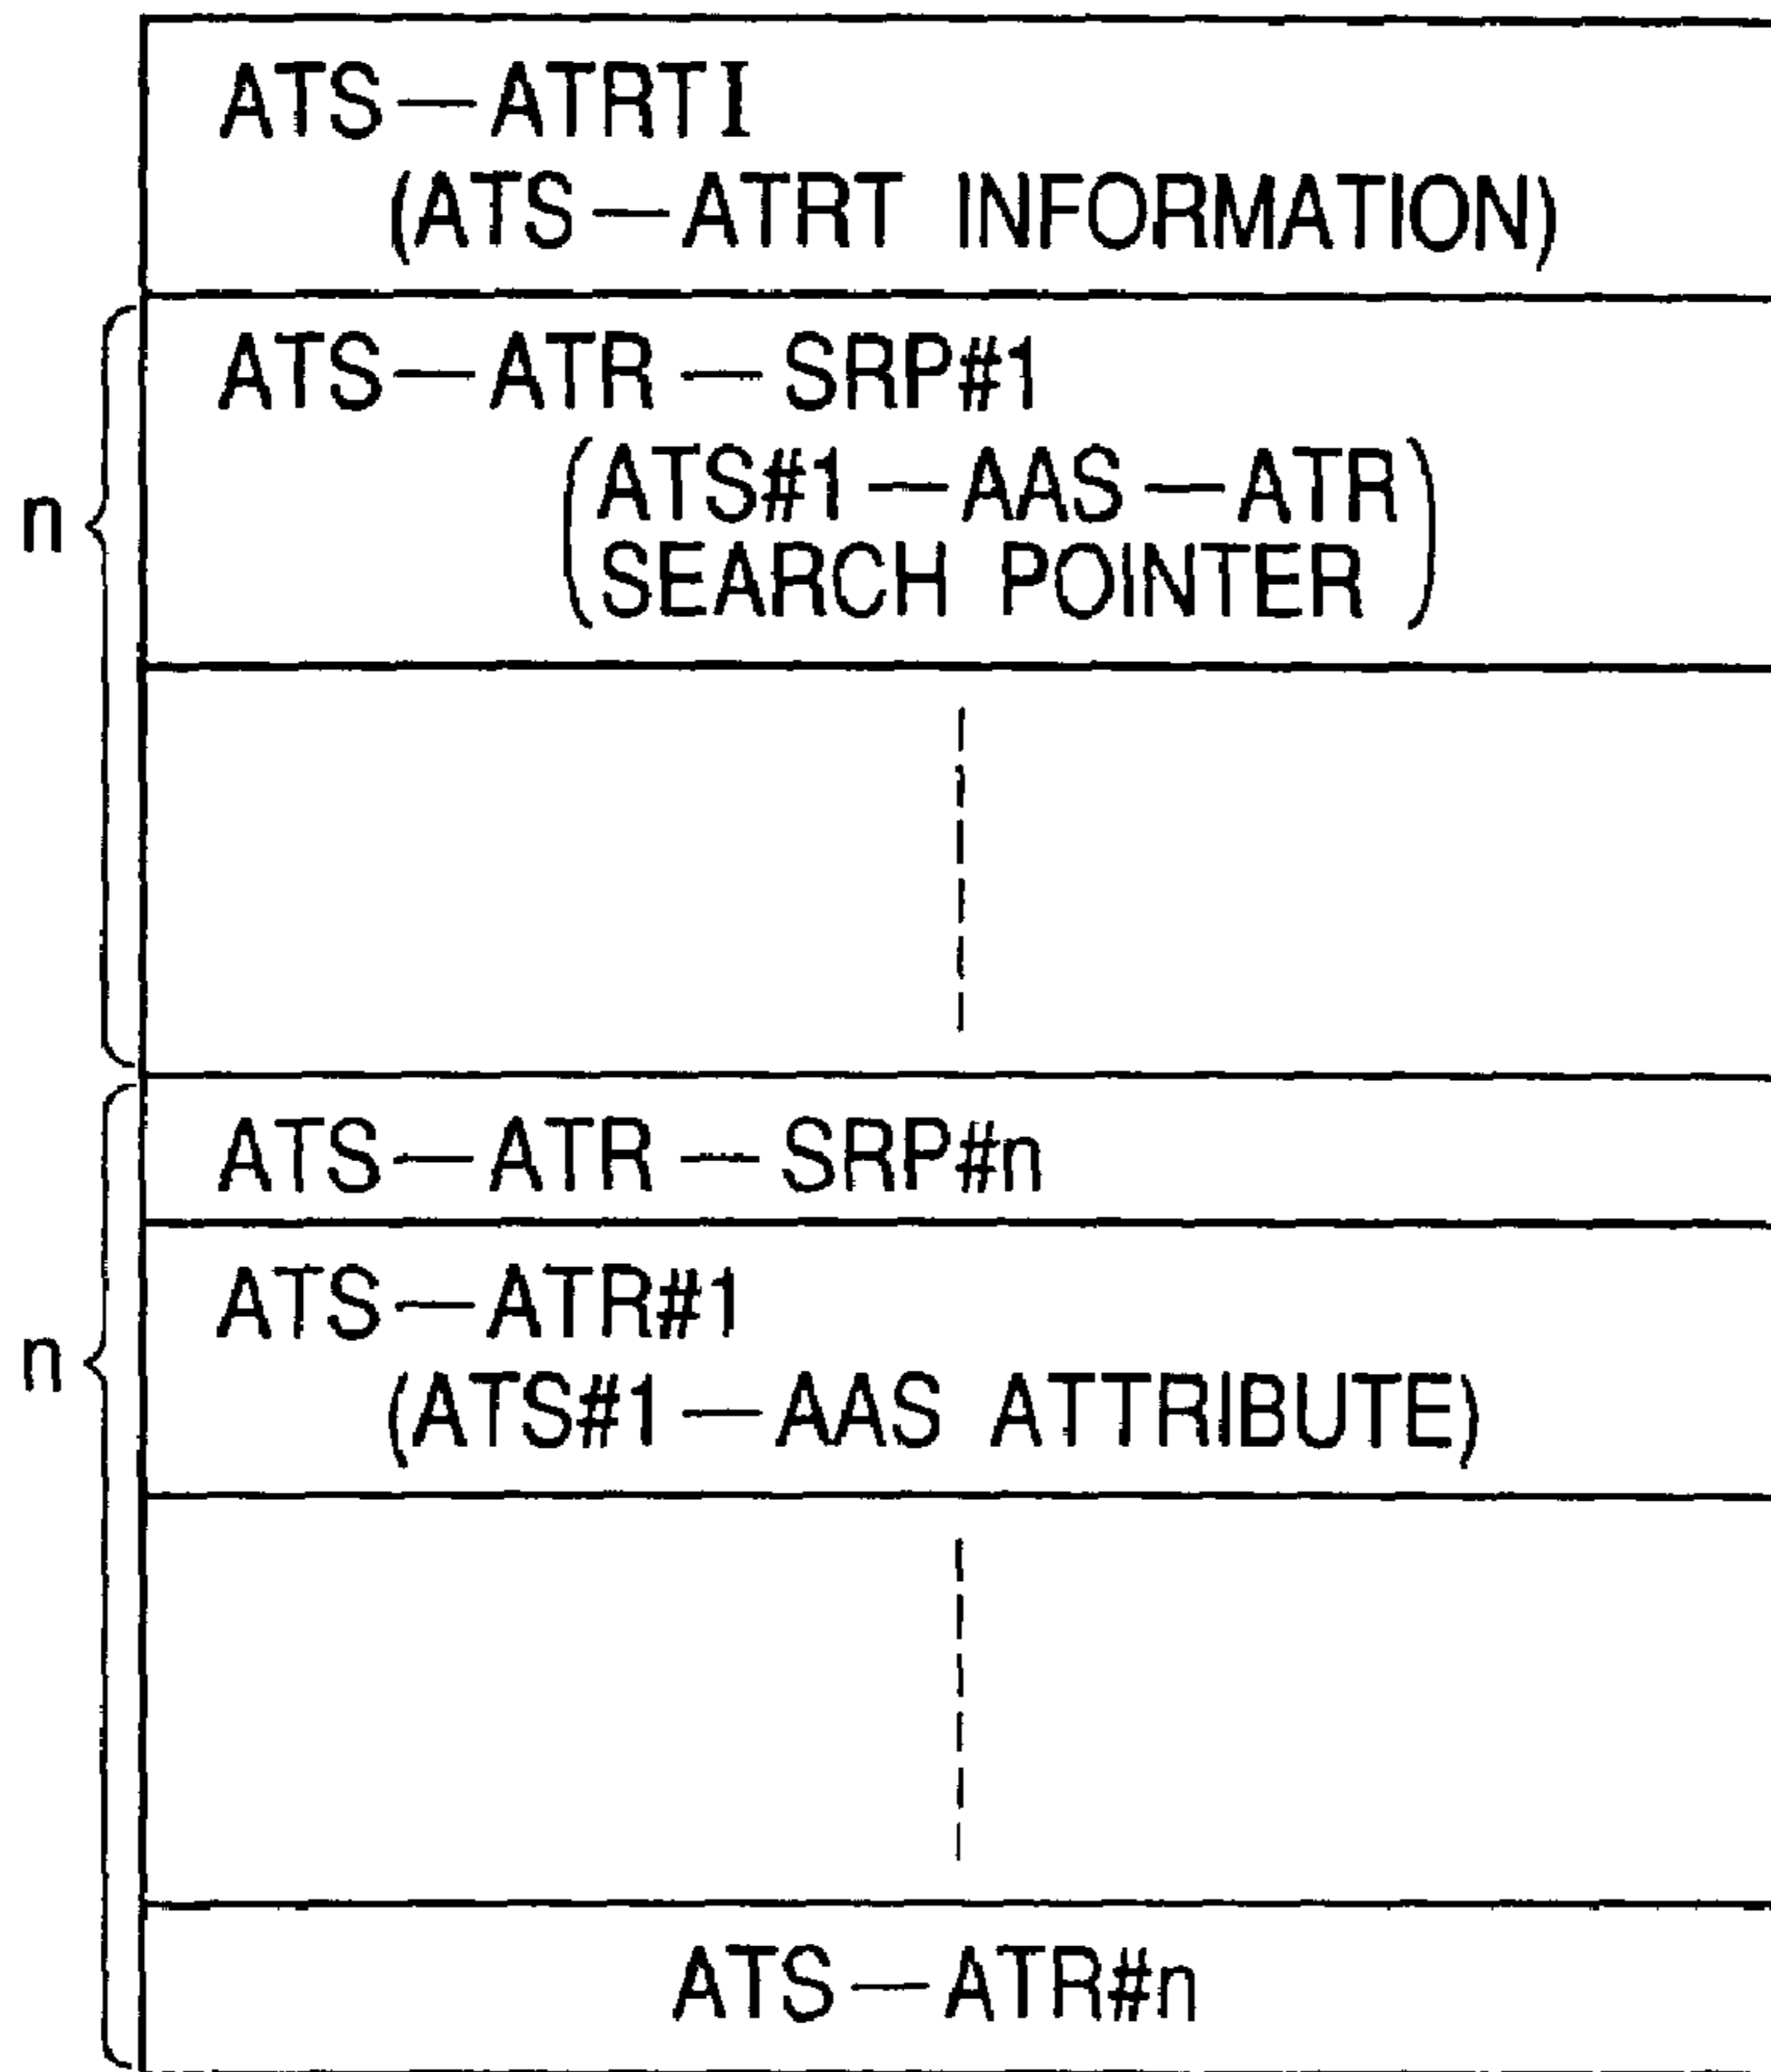 ATS—ATRTI
(ATS—ATRT INFORMATION)
n
ATS—ATR—SRP#1
(ATS#1—AAS—ATR
SEARCH POINTER)
ATS—ATR—SRP#n
n
ATS—ATR#1
(ATS#1—AAS ATTRIBUTE)
ATS—ATR#n